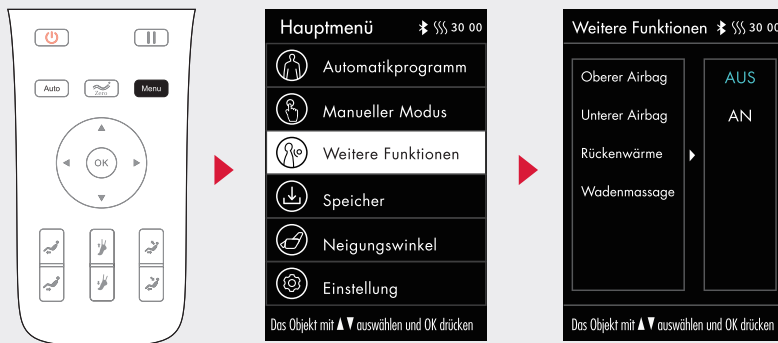 Auto
Zero
Menu
OK
Hauptmenü 30 00
Automatikprogramm
Manueller Modus
Weitere Funktionen
Speicher
Neigungswinkel
Einstellung
Das Objekt mit ▲▼ auswählen und OK drücken
Weitere Funktionen 30 00
Oberer Airbag
Unterer Airbag
Rückenwärme
Wadenmassage
AUS
AN
Das Objekt mit ▲▼ auswählen und OK drücken